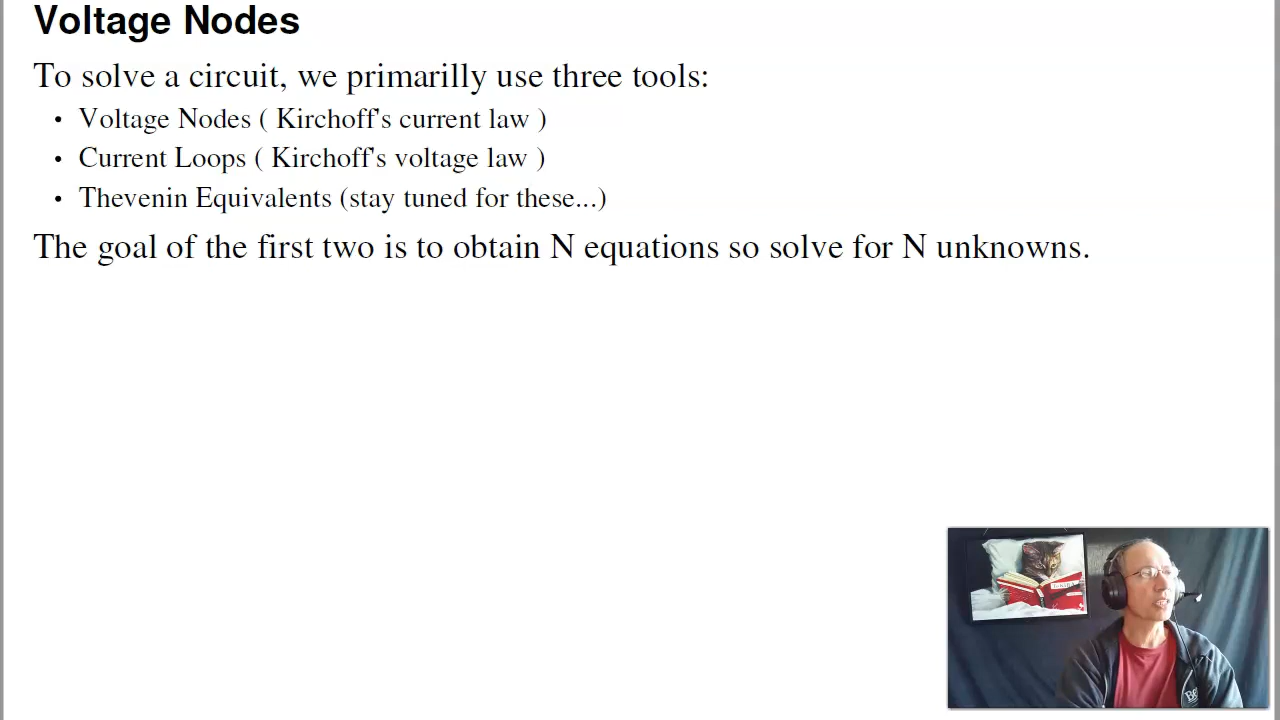 Voltage Nodes
To solve a circuit, we primarilly use three tools:
• Voltage Nodes ( Kirchoff's current law )
• Current Loops ( Kirchoff's voltage law )
• Thevenin Equivalents (stay tuned for these...)
The goal of the first two is to obtain N equations so solve for N unknowns.